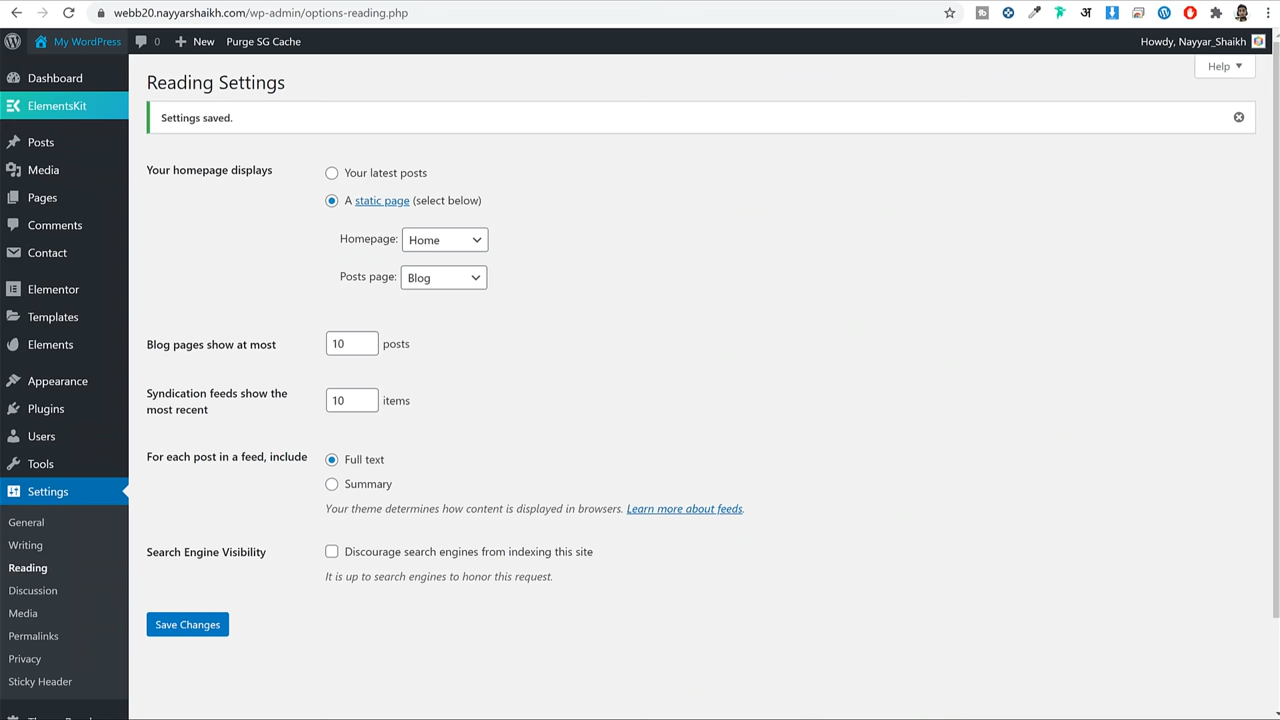 webb20.nayyarshaikh.com/wp-admin/options-reading.php
My WordPress 0 New Purge SG Cache Howdy, Nayyar_Shaikh
Help
Dashboard
ElementsKit
Posts
Media
Pages
Comments
Contact
Elementor
Templates
Elements
Appearance
Plugins
Users
Tools
Settings
General
Writing
Reading
Discussion
Media
Permalinks
Privacy
Sticky Header
Reading Settings
Settings saved.
Your homepage displays
Your latest posts
A static page (select below)
Homepage: Home
Posts page: Blog
Blog pages show at most 10 posts
Syndication feeds show the
most recent
10 items
For each post in a feed, include
Full text
Summary
Your theme determines how content is displayed in browsers. Learn more about feeds.
Search Engine Visibility
Discourage search engines from indexing this site
It is up to search engines to honor this request.
Save Changes